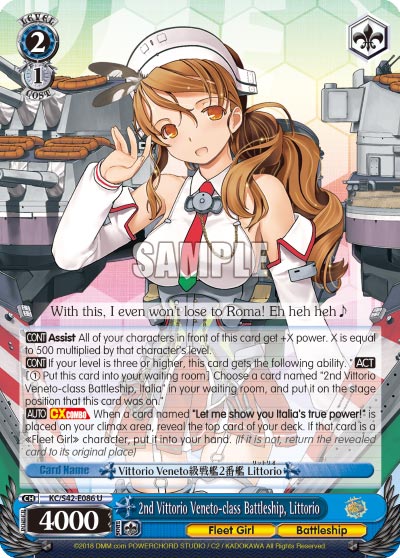 LEVEL
2
1
COST
SAMPLE
With this, I even won't lose to Roma! Eh heh heh♪
CONT Assist All of your characters in front of this card get +X power. X is equal
to 500 multiplied by that character's level.
CONT If your level is three or higher, this card gets the following ability. " ACT
[① Put this card into your waiting room] Choose a card named "2nd Vittorio
Veneto-class Battleship, Italia" in your waiting room, and put it on the stage
position that this card was on."
AUTO CX COMBO When a card named "Let me show you Italia's true power!" is
placed on your climax area, reveal the top card of your deck. If that card is a
«Fleet Girl» character, put it in your hand. (If it is not, return the revealed
card to its original place)
Card Name
リットリオ
Vittorio Veneto級戦艦2番艦 Littorio
CH KC/S42-E086 U
2nd Vittorio Veneto-class Battleship, Littorio
POWER
4000
Fleet Girl
Battleship
©2018 DMM.com POWERCHORD STUDIO / C2 / KADOKAWA All Rights Reserved.